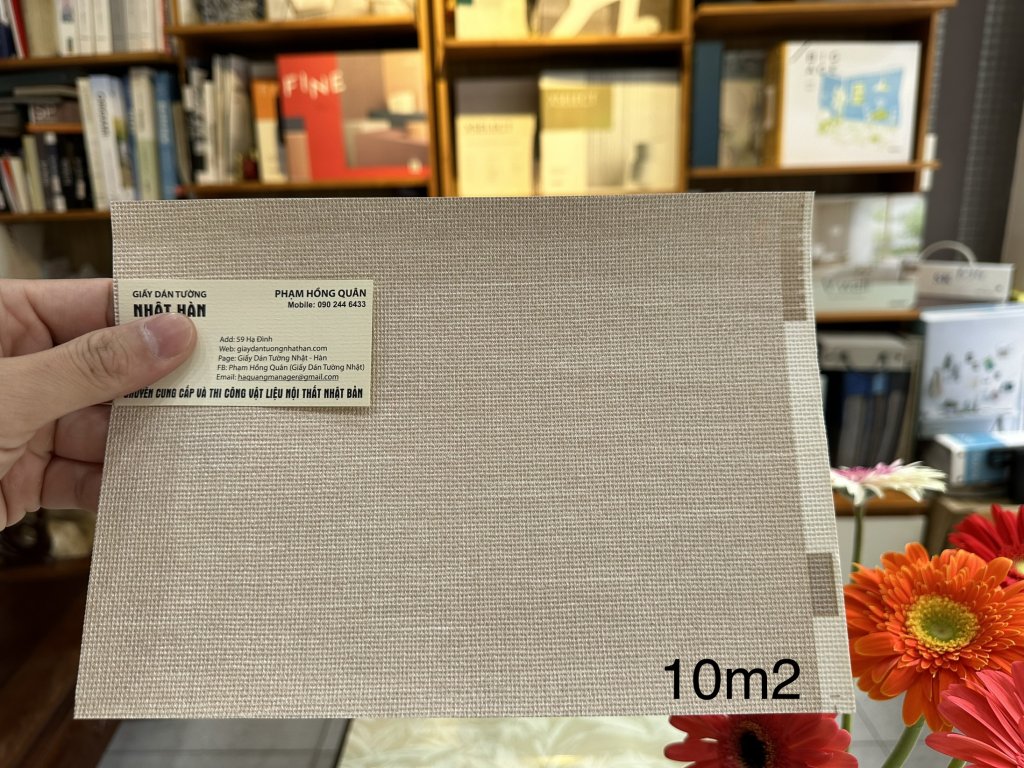 FINE
GIẤY DÁN TƯỜNG
NHẬT HÀN
PHẠM HỒNG QUÂN
Mobile: 090 244 6433
Add: 59 Hạ Đình
Web: giaydantuongnhathan.com
Page: Giấy Dán Tường Nhật - Hàn
FB: Phạm Hồng Quân (Giấy Dán Tường Nhật)
Email: haquangmanager@gmail.com
CHUYÊN CUNG CẤP VÀ THI CÔNG VẬT LIỆU NỘI THẤT NHẬT BẢN
10m2